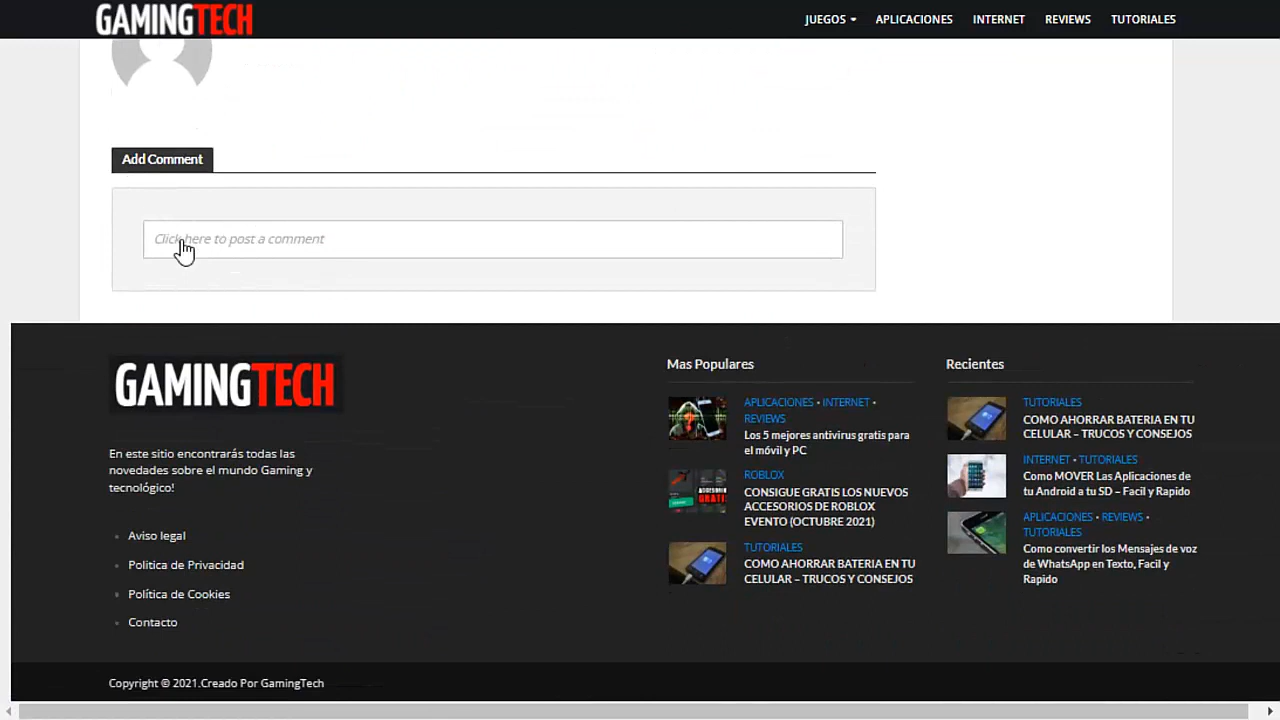 GAMINGTECH
JUEGOS
APLICACIONES
INTERNET
REVIEWS
TUTORIALES
Add Comment
Click here to post a comment
GAMINGTECH
En este sitio encontrarás todas las
novedades sobre el mundo Gaming y
tecnológico!
Aviso legal
Politica de Privacidad
Política de Cookies
Contacto
Mas Populares
APLICACIONES • INTERNET •
REVIEWS
Los 5 mejores antivirus gratis para
el móvil y PC
ROBLOX
CONSIGUE GRATIS LOS NUEVOS
ACCESORIOS DE ROBLOX
EVENTO (OCTUBRE 2021)
TUTORIALES
COMO AHORRAR BATERIA EN TU
CELULAR – TRUCOS Y CONSEJOS
Recientes
TUTORIALES
COMO AHORRAR BATERIA EN TU
CELULAR – TRUCOS Y CONSEJOS
INTERNET • TUTORIALES
Como MOVER Las Aplicaciones de
tu Android a tu SD – Facil y Rapido
APLICACIONES • REVIEWS •
TUTORIALES
Como convertir los Mensajes de voz
de WhatsApp en Texto, Facil y
Rapido
Copyright © 2021.Creado Por GamingTech